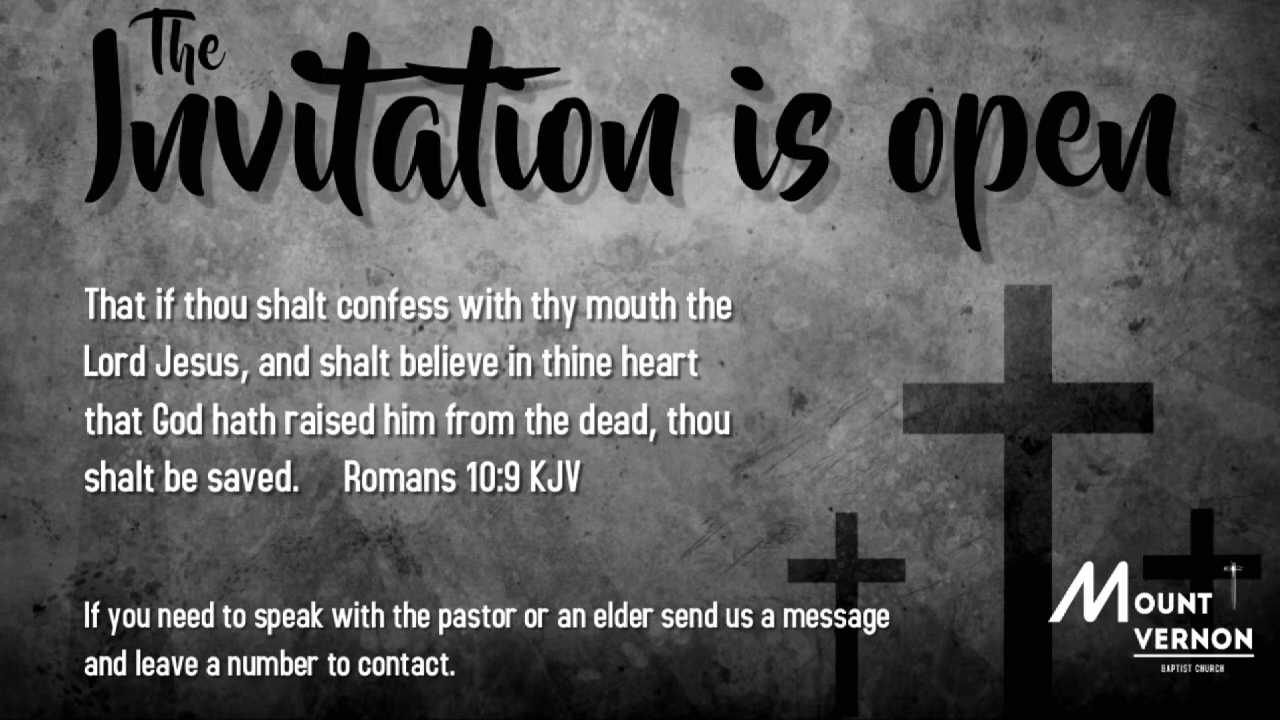 The
Invitation is open
That if thou shalt confess with thy mouth the
Lord Jesus, and shalt believe in thine heart
that God hath raised him from the dead, thou
shalt be saved. Romans 10:9 KJV
If you need to speak with the pastor or an elder send us a message
and leave a number to contact.
MOUNT
VERNON
BAPTIST CHURCH